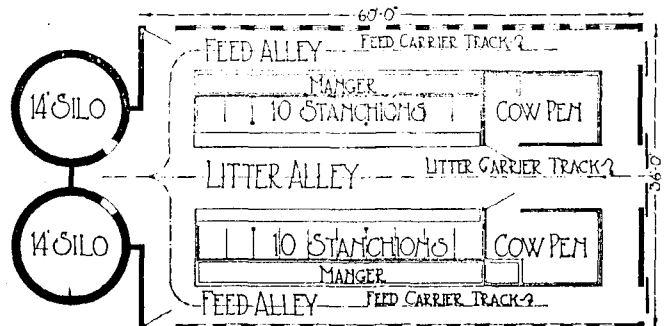 60'-0"
FEED ALLEY FEED CARRIER TRACK-?
MANGER
14' SILO 10 STANCHIONS COW PEN
LITTER ALLEY LITTER CARRIER TRACK-?
36'-0"
14' SILO 10 STANCHIONS COW PEN
MANGER
FEED ALLEY FEED CARRIER TRACK-?